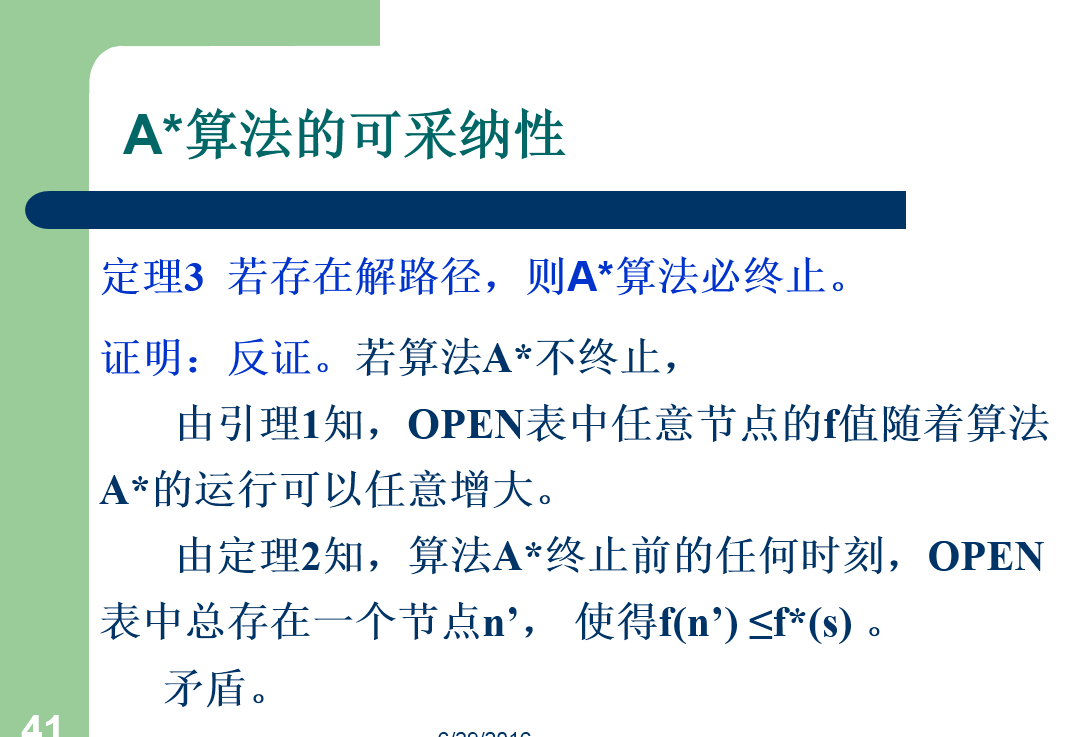 A*算法的可采纳性
定理3 若存在解路径，则A*算法必终止。
证明：反证。若算法A*不终止，
由引理1知，OPEN表中任意节点的f值随着算法
A*的运行可以任意增大。
由定理2知，算法A*终止前的任何时刻，OPEN
表中总存在一个节点n’， 使得f(n’) ≤f*(s) 。
矛盾。
41